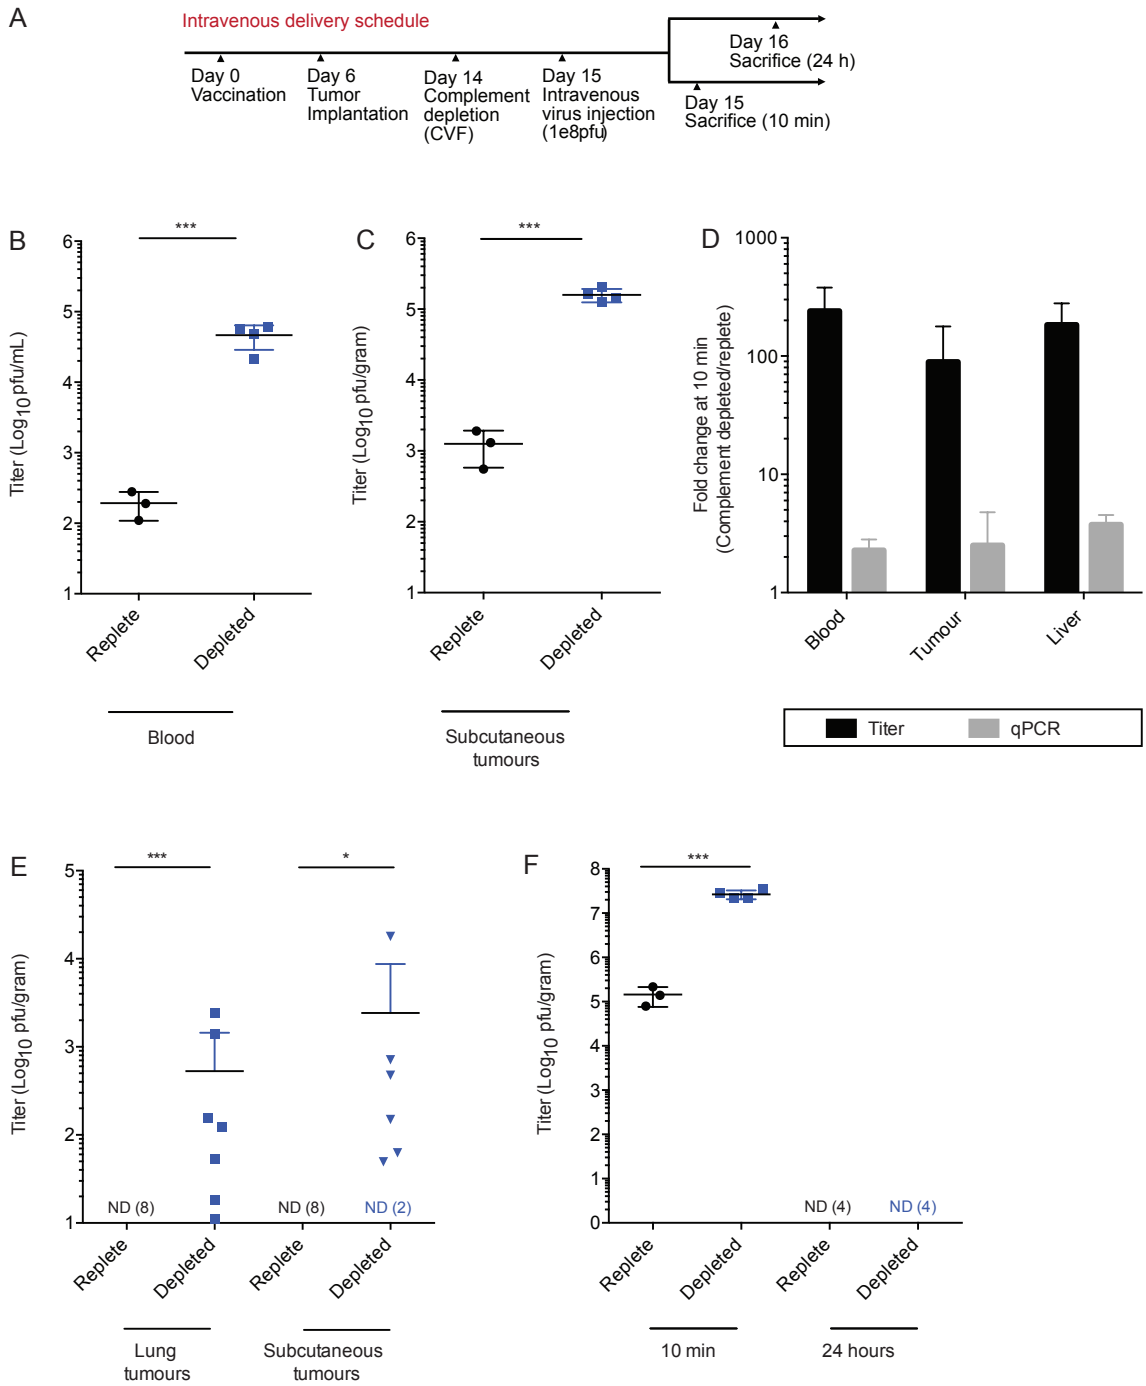 A
Intravenous delivery schedule
Day 0
Vaccination
Day 6
Tumor
Implantation
Day 14
Complement
depletion
(CVF)
Day 15
Intravenous
virus injection
(1e8pfu)
Day 16
Sacrifice (24 h)
Day 15
Sacrifice (10 min)
B
***
Titer (Log10 pfu/mL)
6
5
4
3
2
1
Replete
Depleted
Blood
C
***
Titer (Log10 pfu/gram)
6
5
4
3
2
1
Replete
Depleted
Subcutaneous
tumours
D
Fold change at 10 min
(Complement depleted/replete)
1000
100
10
1
Blood
Tumour
Liver
Titer
qPCR
E
***
*
Titer (Log10 pfu/gram)
5
4
3
2
1
ND (8)
ND (8)
ND (2)
Replete
Depleted
Replete
Depleted
Lung
tumours
Subcutaneous
tumours
F
***
Titer (Log10 pfu/gram)
8
7
6
5
4
3
2
1
0
ND (4)
ND (4)
Replete
Depleted
Replete
Depleted
10 min
24 hours